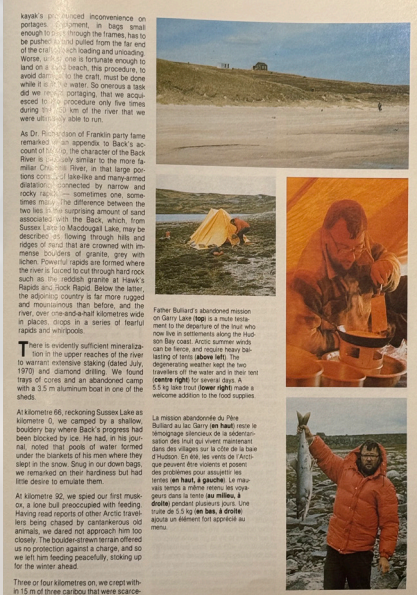 kayak's pronounced inconvenience on
portages. Equipment, in bags small
enough to pass through the frames, has to
be pushed and pulled from the far end
of the craft, each loading and unloading.
Worse, unless one is fortunate enough to
land on a beach, this procedure, to
avoid damage to the craft, must be done
while it is in the water. So onerous a task
did we portaging, that we acqui-
esced to procedure only five times
during the km of the river that we
were ultimately able to run.
As Dr. Richardson of Franklin party fame
remarked in an appendix to Back's ac-
count of the character of the Back
River is similar to the more fa-
miliar River, in that large por-
tions consist of lake-like and many-armed
dilatations connected by narrow and
rocky rapids — sometimes one, some-
times many. The difference between the
two lies in the surprising amount of sand
associated with the Back, which, from
Sussex Lake to Macdougall Lake, may be
described as flowing through hills and
ridges of sand that are crowned with im-
mense boulders of granite, grey with
lichen. Powerful rapids are formed where
the river is forced to cut through hard rock
such as the reddish granite at Hawk's
Rapids and Rock Rapid. Below the latter,
the adjoining country is far more rugged
and mountainous than before, and the
river, over one-and-a-half kilometres wide
in places, drops in a series of fearful
rapids and whirlpools.
There is evidently sufficient mineraliza-
tion in the upper reaches of the river
to warrant extensive staking (dated July,
1970) and diamond drilling. We found
trays of cores and an abandoned camp
with a 3.5 m aluminum boat in one of the
sheds.
At kilometre 66, reckoning Sussex Lake as
kilometre 0, we camped by a shallow,
bouldery bay where Back's progress had
been blocked by ice. He had, in his jour-
nal, noted that pools of water formed
under the blankets of his men where they
slept in the snow. Snug in our down bags,
we remarked on their hardiness but had
little desire to emulate them.
At kilometre 92, we spied our first musk-
ox, a lone bull preoccupied with feeding.
Having read reports of other Arctic travel-
lers being chased by cantankerous old
animals, we dared not approach him too
closely. The boulder-strewn terrain offered
us no protection against a charge, and so
we left him feeding peacefully, stoking up
for the winter ahead.
Three or four kilometres on, we crept with-
in 15 m of three caribou that were scarce-
Father Bulliard's abandoned mission
on Garry Lake (top) is a mute testa-
ment to the departure of the Inuit who
now live in settlements along the Hud-
son Bay coast. Arctic summer winds
can be fierce, and require heavy bal-
lasting of tents (above left). The
degenerating weather kept the two
travellers off the water and in their tent
(centre right) for several days. A
5.5 kg lake trout (lower right) made a
welcome addition to the food supplies.
La mission abandonnée du Père
Bulliard au lac Garry (en haut) reste le
témoignage silencieux de la sédentari-
sation des Inuit qui vivent maintenant
dans des villages sur la côte de la baie
d'Hudson. En été, les vents de l'Arcti-
que peuvent être violents et posent
des problèmes pour assujettir les
tentes (en haut, à gauche). Le mau-
vais temps a même retenu les voya-
geurs dans la tente (au milieu, à
droite) pendant plusieurs jours. Une
truite de 5.5 kg (en bas, à droite)
ajouta un élément fort apprécié au
menu.